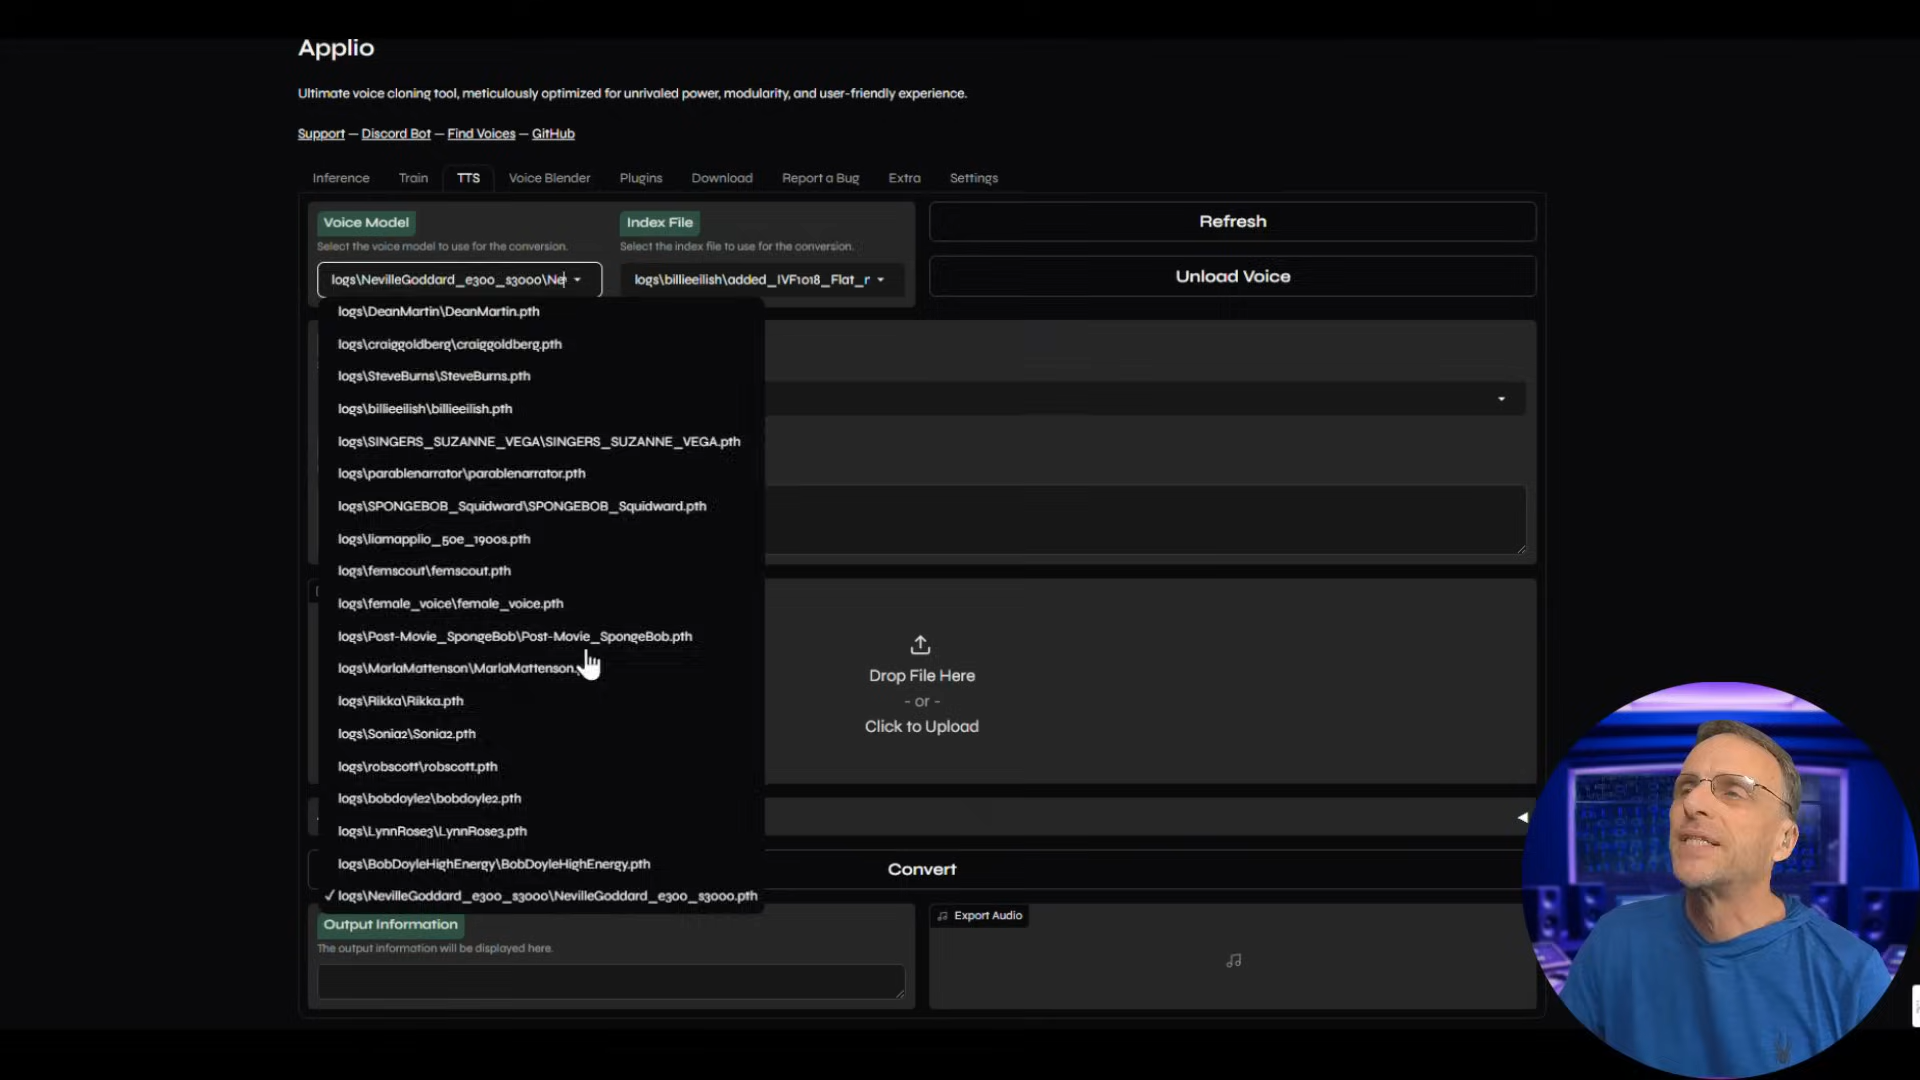 Applio
Ultimate voice cloning tool, meticulously optimized for unrivaled power, modularity, and user-friendly experience.
Support — Discord Bot — Find Voices — GitHub
Inference Train TTS Voice Blender Plugins Download Report a Bug Extra Settings
Voice Model
Select the voice model to use for the conversion.
logs\NevilleGoddard_e300_s3000\Ne
Index File
Select the index file to use for the conversion.
logs\billieeilish\added_IVF1018_Flat_r
Refresh
Unload Voice
logs\DeanMartin\DeanMartin.pth
logs\craiggoldberg\craiggoldberg.pth
logs\SteveBurns\SteveBurns.pth
logs\billieeilish\billieeilish.pth
logs\SINGERS_SUZANNE_VEGA\SINGERS_SUZANNE_VEGA.pth
logs\parablenarrator\parablenarrator.pth
logs\SPONGEBOB_Squidward\SPONGEBOB_Squidward.pth
logs\liamapplio_50e_1900s.pth
logs\femscout\femscout.pth
logs\female_voice\female_voice.pth
logs\Post-Movie_SpongeBob\Post-Movie_SpongeBob.pth
logs\MarlaMattenson\MarlaMattenson.
logs\Rikka\Rikka.pth
logs\Sonia2\Sonia2.pth
logs\robscott\robscott.pth
logs\bobdoyle2\bobdoyle2.pth
logs\LynnRose3\LynnRose3.pth
logs\BobDoyleHighEnergy\BobDoyleHighEnergy.pth
✓ logs\NevilleGoddard_e300_s3000\NevilleGoddard_e300_s3000.pth
Drop File Here
- or -
Click to Upload
Convert
Output Information
The output information will be displayed here.
Export Audio